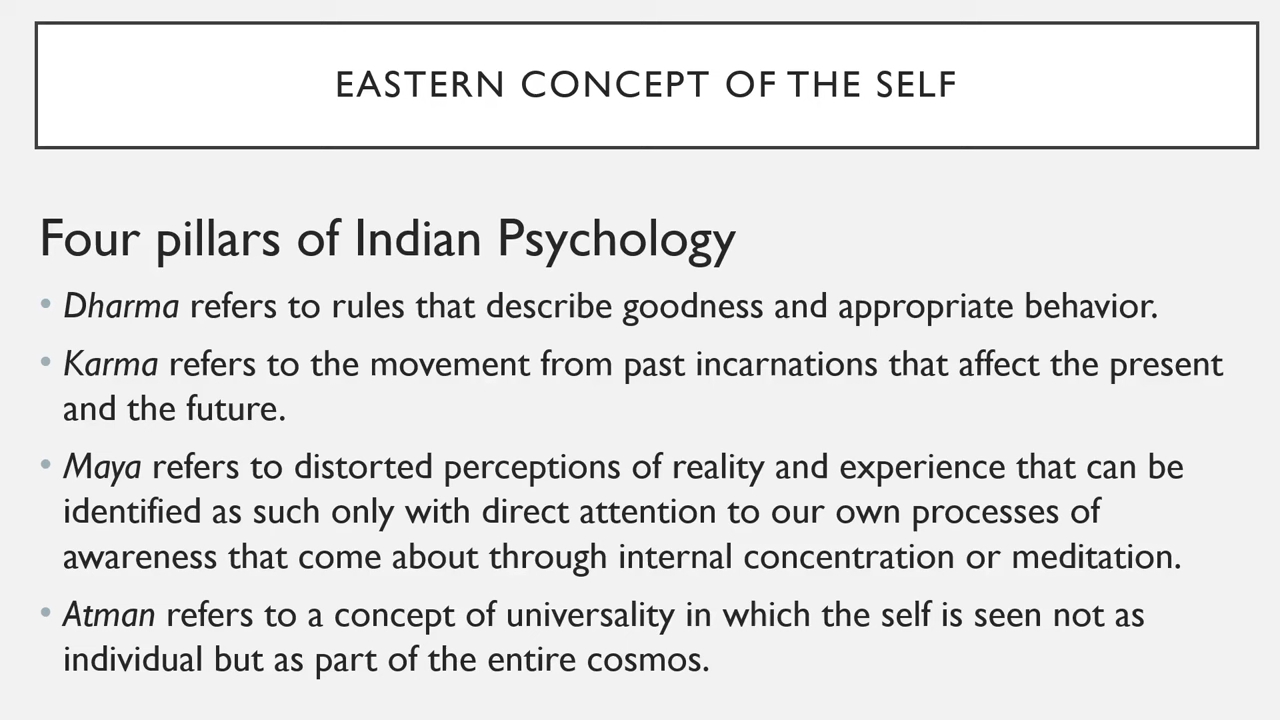 EASTERN CONCEPT OF THE SELF
Four pillars of Indian Psychology
• Dharma refers to rules that describe goodness and appropriate behavior.
• Karma refers to the movement from past incarnations that affect the present
and the future.
• Maya refers to distorted perceptions of reality and experience that can be
identified as such only with direct attention to our own processes of
awareness that come about through internal concentration or meditation.
• Atman refers to a concept of universality in which the self is seen not as
individual but as part of the entire cosmos.